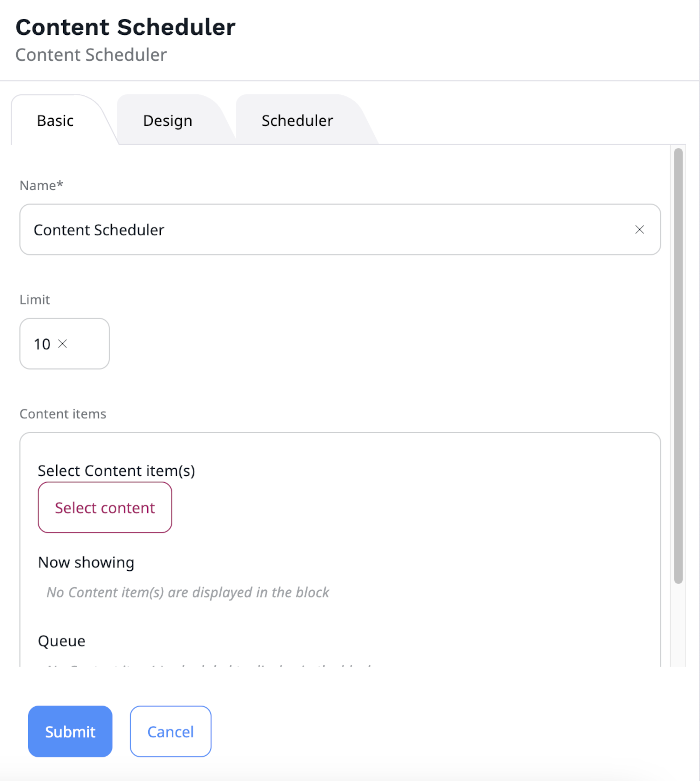 Content Scheduler
Content Scheduler
Basic
Design
Scheduler
Name*
Content Scheduler
Limit
10
Content items
Select Content item(s)
Select content
Now showing
No Content item(s) are displayed in the block
Queue
Submit
Cancel